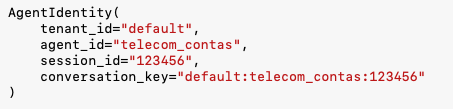 AgentIdentity(
    tenant_id="default",
    agent_id="telecom_contas",
    session_id="123456",
    conversation_key="default:telecom_contas:123456"
)